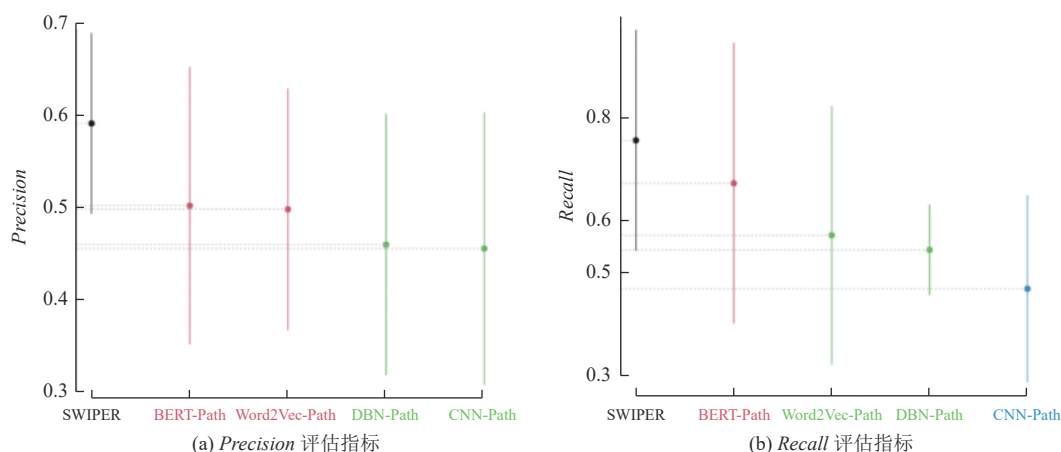 0.7
0.6
0.5
0.4
0.3
Precision
SWIPER BERT-Path Word2Vec-Path DBN-Path CNN-Path
(a) Precision 评估指标
0.8
0.6
0.5
0.3
Recall
SWIPER BERT-Path Word2Vec-Path DBN-Path CNN-Path
(b) Recall 评估指标